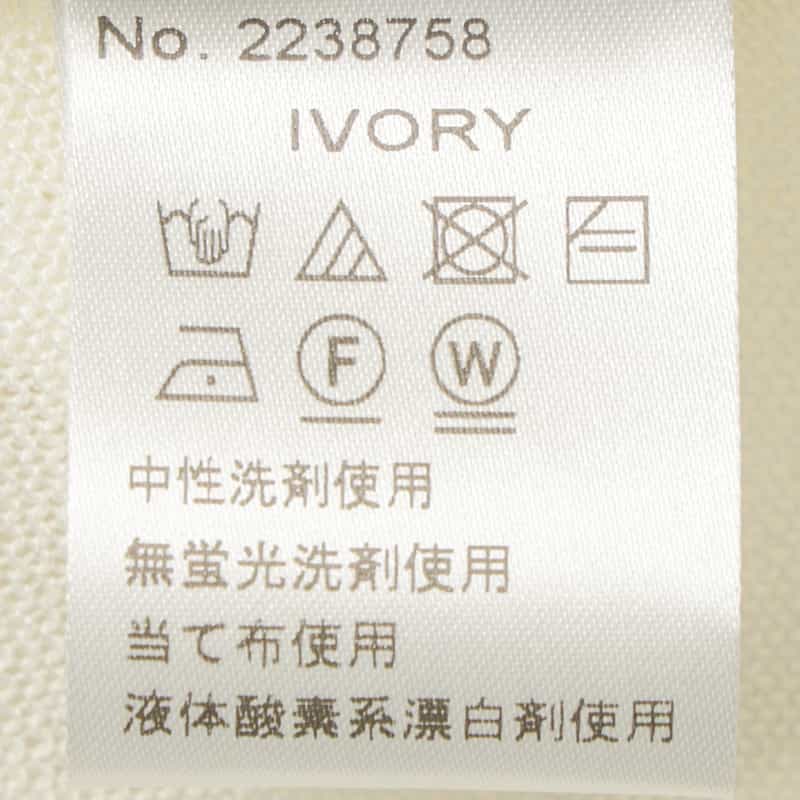 No. 2238758
IVORY
F W
中性洗剤使用
無蛍光洗剤使用
当て布使用
液体酸素系漂白剤使用